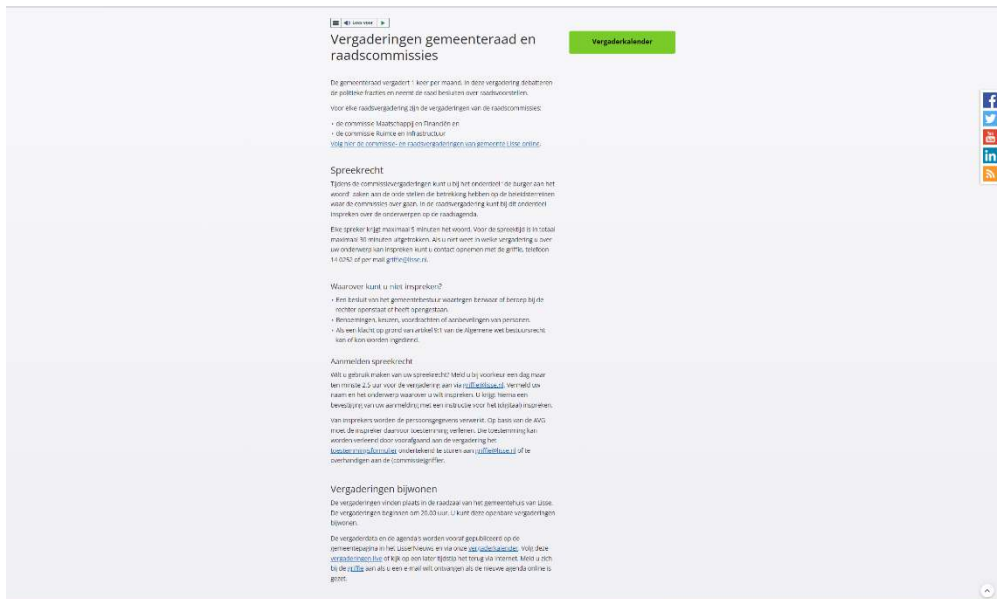 LEES VOOR
Vergaderingen gemeenteraad en
raadscommissies
Vergaderkalender
De gemeenteraad vergadert 1 keer per maand. In deze vergadering debatteren
de politieke fracties en neemt de raad besluiten over raadsvoorstellen.
Voor elke raadsvergadering zijn de vergaderingen van de raadscommissies:
• de commissie Maatschappij en Financiën en
• de commissie Ruimte en Infrastructuur
Volg hier de commissie- en raadsvergaderingen van gemeente Lisse online.
Spreekrecht
Tijdens de commissievergaderingen kunt u bij het onderdeel ' de burger aan het
woord' zaken aan de orde stellen die betrekking hebben op de beleidsterreinen
waar de commissies over gaan. In de raadsvergadering kunt bij dit onderdeel
inspreken over de onderwerpen op de raadsagenda.
Elke spreker krijgt maximaal 5 minuten het woord. Voor de spreektijd is in totaal
maximaal 30 minuten uitgetrokken. Als u niet weet in welke vergadering u over
uw onderwerp kan inspreken kunt u contact opnemen met de griffie, telefoon
14 0252 of per mail griffie@lisse.nl.
Waarover kunt u niet inspreken?
• Een besluit van het gemeentebestuur waartegen bezwaar of beroep bij de
rechter openstaat of heeft opengestaan.
• Benoemingen, keuzen, voordrachten of aanbevelingen van personen.
• Als een klacht op grond van artikel 9:1 van de Algemene wet bestuursrecht
kan of kon worden ingediend.
Aanmelden spreekrecht
Wilt u gebruik maken van uw spreekrecht? Meld u bij voorkeur een dag maar
ten minste 2,5 uur voor de vergadering aan via griffie@lisse.nl. Vermeld uw
naam en het onderwerp waarover u wilt inspreken. U krijgt hierna een
bevestiging van uw aanmelding met een instructie voor het (digitaal) inspreken.
Van insprekers worden de persoonsgegevens verwerkt. Op basis van de AVG
moet de inspreker daarvoor toestemming verlenen. Die toestemming kan
worden verleend door voorafgaand aan de vergadering het
toestemmingsformulier ondertekend te sturen aan griffie@lisse.nl of te
overhandigen aan de (commissie)griffier.
Vergaderingen bijwonen
De vergaderingen vinden plaats in de raadzaal van het gemeentehuis van Lisse.
De vergaderingen beginnen om 20.00 uur. U kunt deze openbare vergaderingen
bijwonen.
De vergaderdata en de agenda's worden vooraf gepubliceerd op de
gemeentepagina in het LisserNieuws en via onze vergaderkalender. Volg deze
vergaderingen live of kijk op een later tijdstip het terug via internet. Meld u zich
bij de griffie aan als u een e-mail wilt ontvangen als de nieuwe agenda online is
gezet.